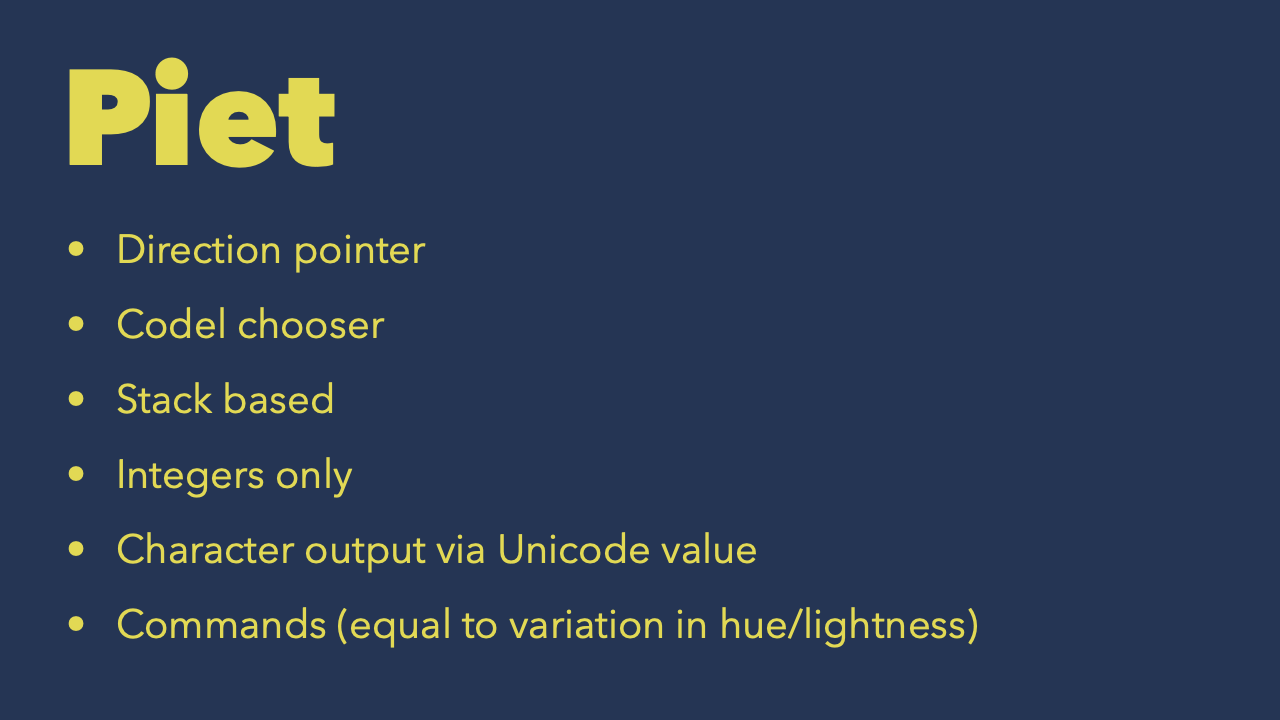 Piet
• Direction pointer
• Codel chooser
• Stack based
• Integers only
• Character output via Unicode value
• Commands (equal to variation in hue/lightness)